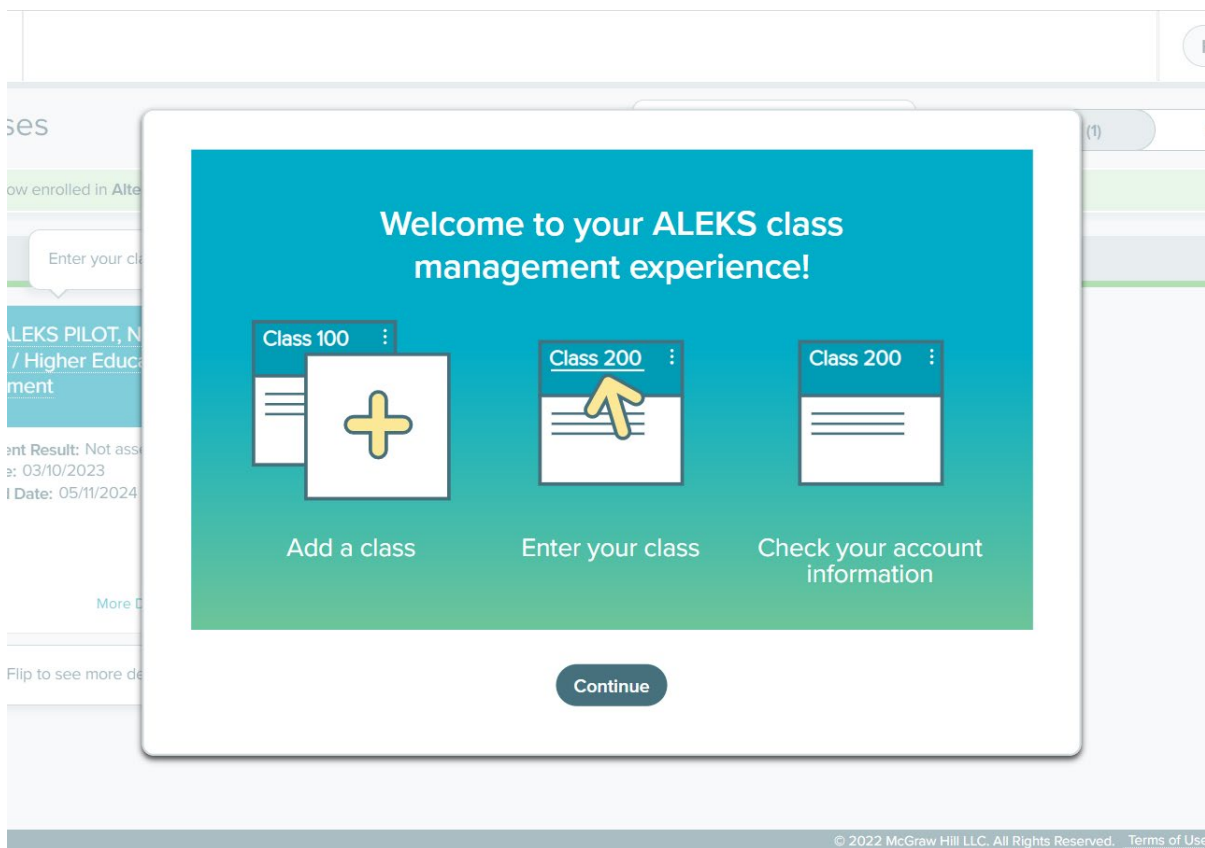 ses
(1)
ow enrolled in Alte
Enter your cla
ALEKS PILOT, N
/ Higher Educa
ment
ent Result: Not asse
e: 03/10/2023
l Date: 05/11/2024
More D
Flip to see more de
Welcome to your ALEKS class
management experience!
Class 100
Class 200
Class 200
Add a class
Enter your class
Check your account
information
Continue
© 2022 McGraw Hill LLC. All Rights Reserved. Terms of Use